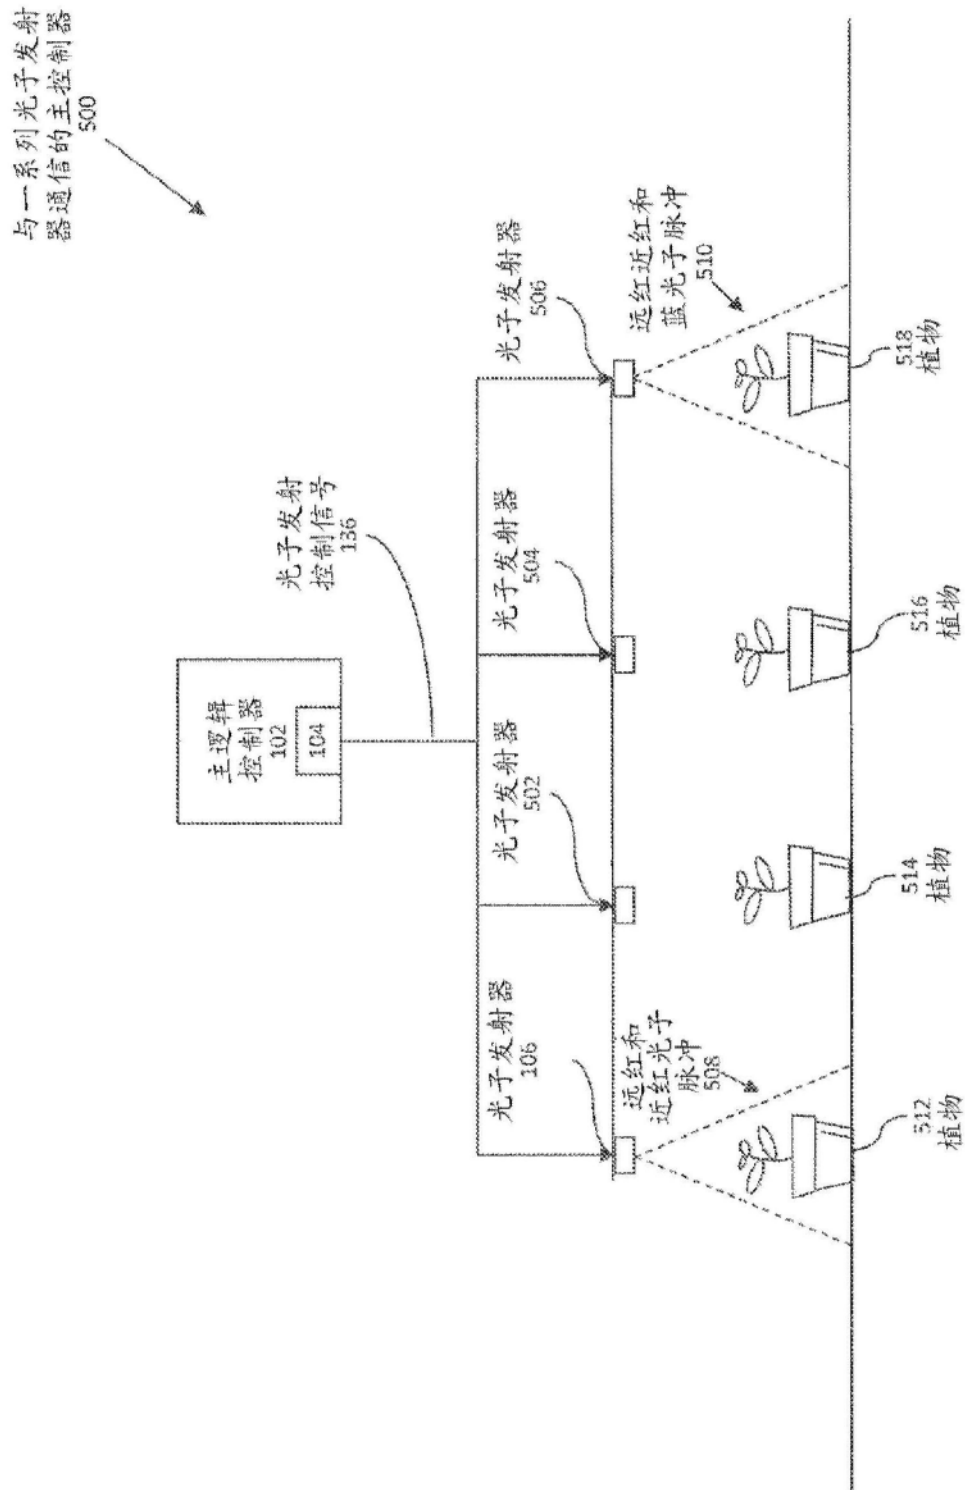 与一系列光子发射
器通信的主控制器
500
主逻辑
控制器
102
104
光子发射
控制信号
136
光子发射器
106
光子发射器
502
光子发射器
504
光子发射器
506
远红和
近红光子
脉冲
508
远红近红和
蓝光子脉冲
510
512
植物
514
植物
516
植物
518
植物